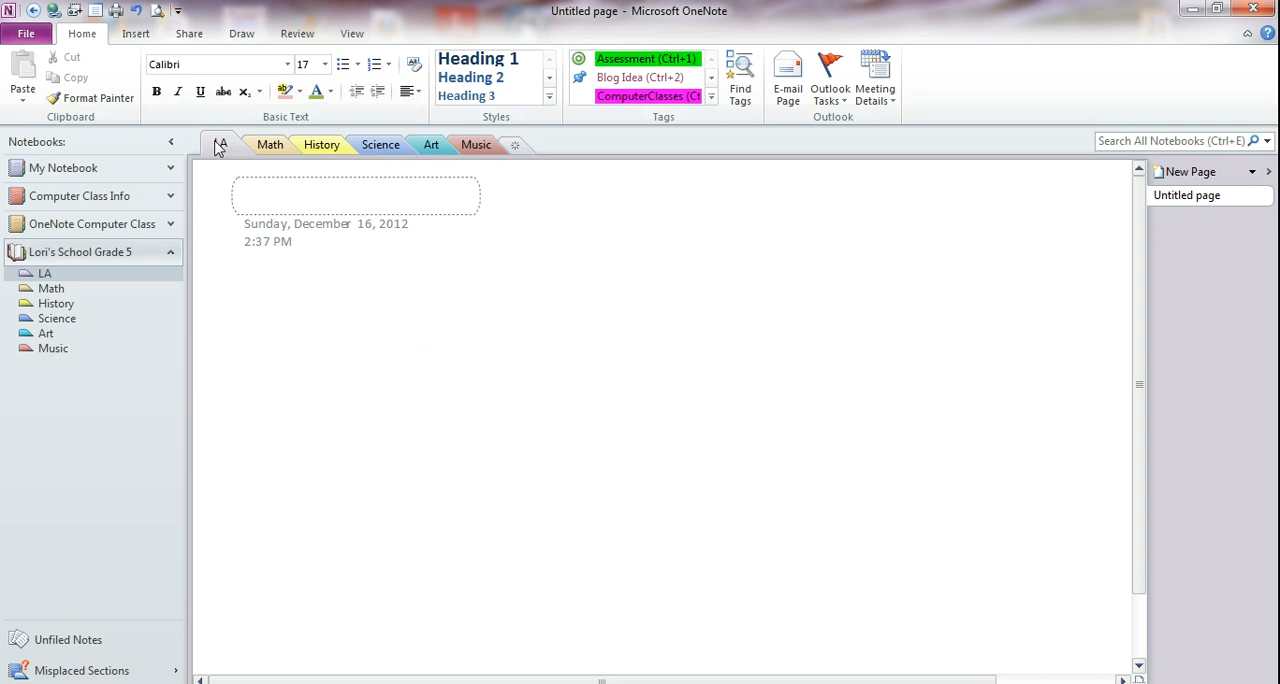 Untitled page - Microsoft OneNote
File Home Insert Share Draw Review View
Paste
Cut
Copy
Format Painter
Clipboard
Calibri 17
B I U abc X₂
A
Basic Text
Heading 1
Heading 2
Heading 3
Styles
Assessment (Ctrl+1)
Blog Idea (Ctrl+2)
ComputerClasses (Ct
Tags
Find
Tags
E-mail
Page
Outlook
Tasks
Meeting
Details
Outlook
Notebooks:
My Notebook
Computer Class Info
OneNote Computer Class
Lori's School Grade 5
LA
Math
History
Science
Art
Music
Unfiled Notes
Misplaced Sections
Math History Science Art Music
Search All Notebooks (Ctrl+E)
Sunday, December 16, 2012
2:37 PM
New Page
Untitled page